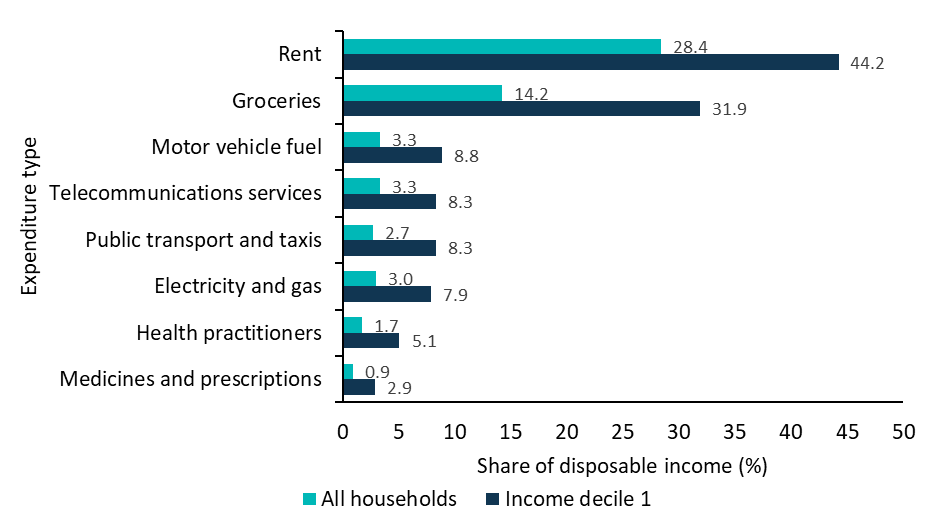 Expenditure type
Rent
28.4
44.2
Groceries
14.2
31.9
Motor vehicle fuel
3.3
8.8
Telecommunications services
3.3
8.3
Public transport and taxis
2.7
8.3
Electricity and gas
3.0
7.9
Health practitioners
1.7
5.1
Medicines and prescriptions
0.9
2.9
0 5 10 15 20 25 30 35 40 45 50
Share of disposable income (%)
All households Income decile 1